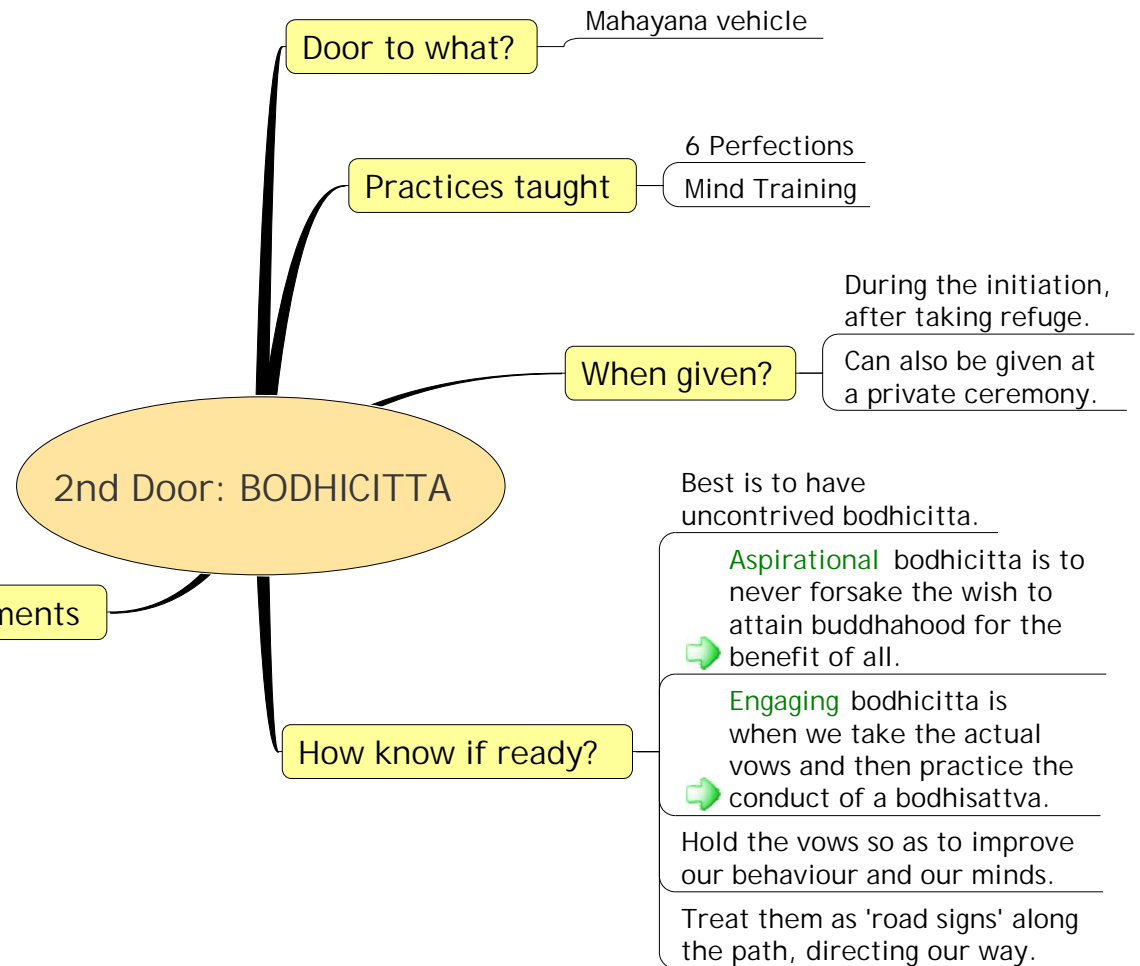 Door to what?
Mahayana vehicle
Practices taught
6 Perfections
Mind Training
When given?
During the initiation,
after taking refuge.
Can also be given at
a private ceremony.
2nd Door: BODHICITTA
How know if ready?
Best is to have
uncontrived bodhicitta.
Aspirational bodhicitta is to
never forsake the wish to
attain buddhahood for the
benefit of all.
Engaging bodhicitta is
when we take the actual
vows and then practice the
conduct of a bodhisattva.
Hold the vows so as to improve
our behaviour and our minds.
Treat them as 'road signs' along
the path, directing our way.